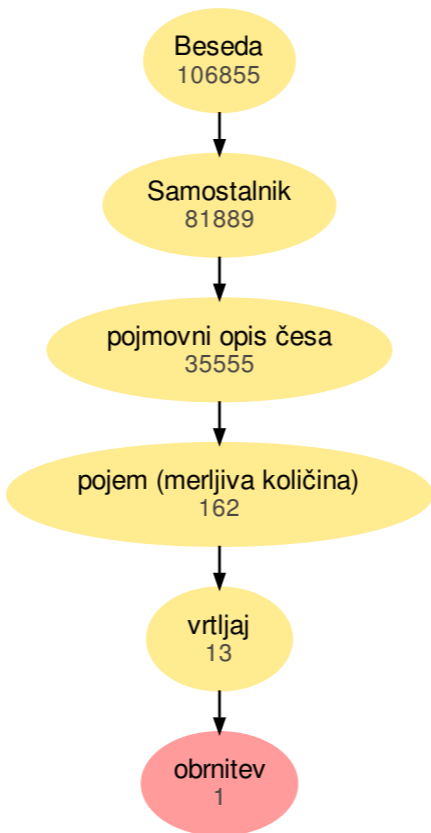 Beseda
106855
Samostalnik
81889
pojmovni opis česa
35555
pojem (merljiva količina)
162
vrtljaj
13
obrnitev
1